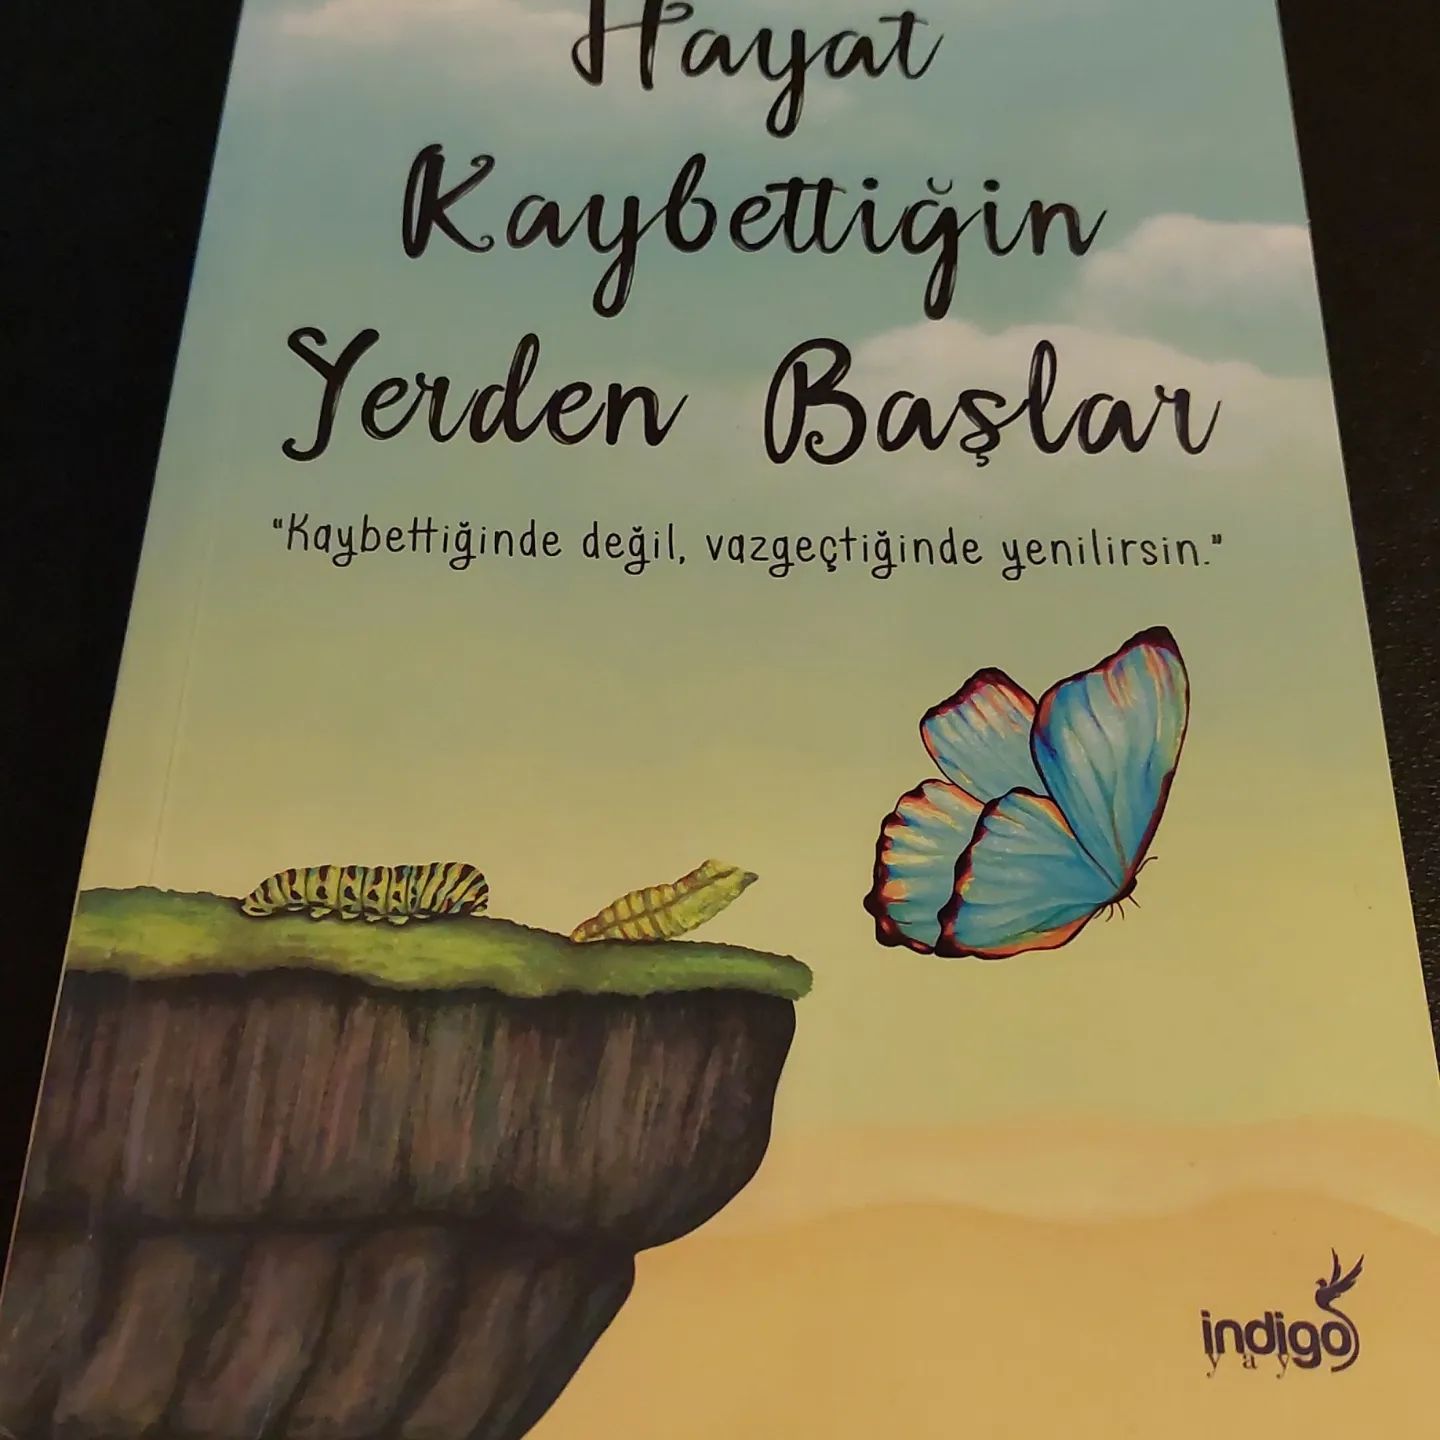 Hayat
Kaybettiğin
Yerden Başlar
"Kaybettiğinde değil, vazgeçtiğinde yenilirsin."
indigo
yay